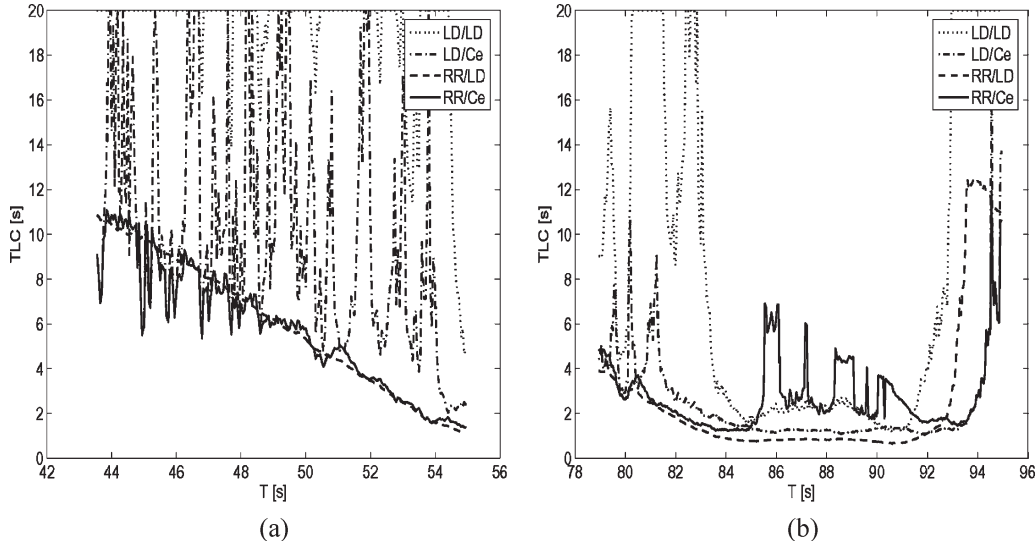 20
18
16
14
12
10
8
6
4
2
0
TLC [s]
42 44 46 48 50 52 54 56
T [s]
LD/LD
LD/Ce
RR/LD
RR/Ce
(a)
20
18
16
14
12
10
8
6
4
2
0
TLC [s]
78 80 82 84 86 88 90 92 94 96
T [s]
LD/LD
LD/Ce
RR/LD
RR/Ce
(b)